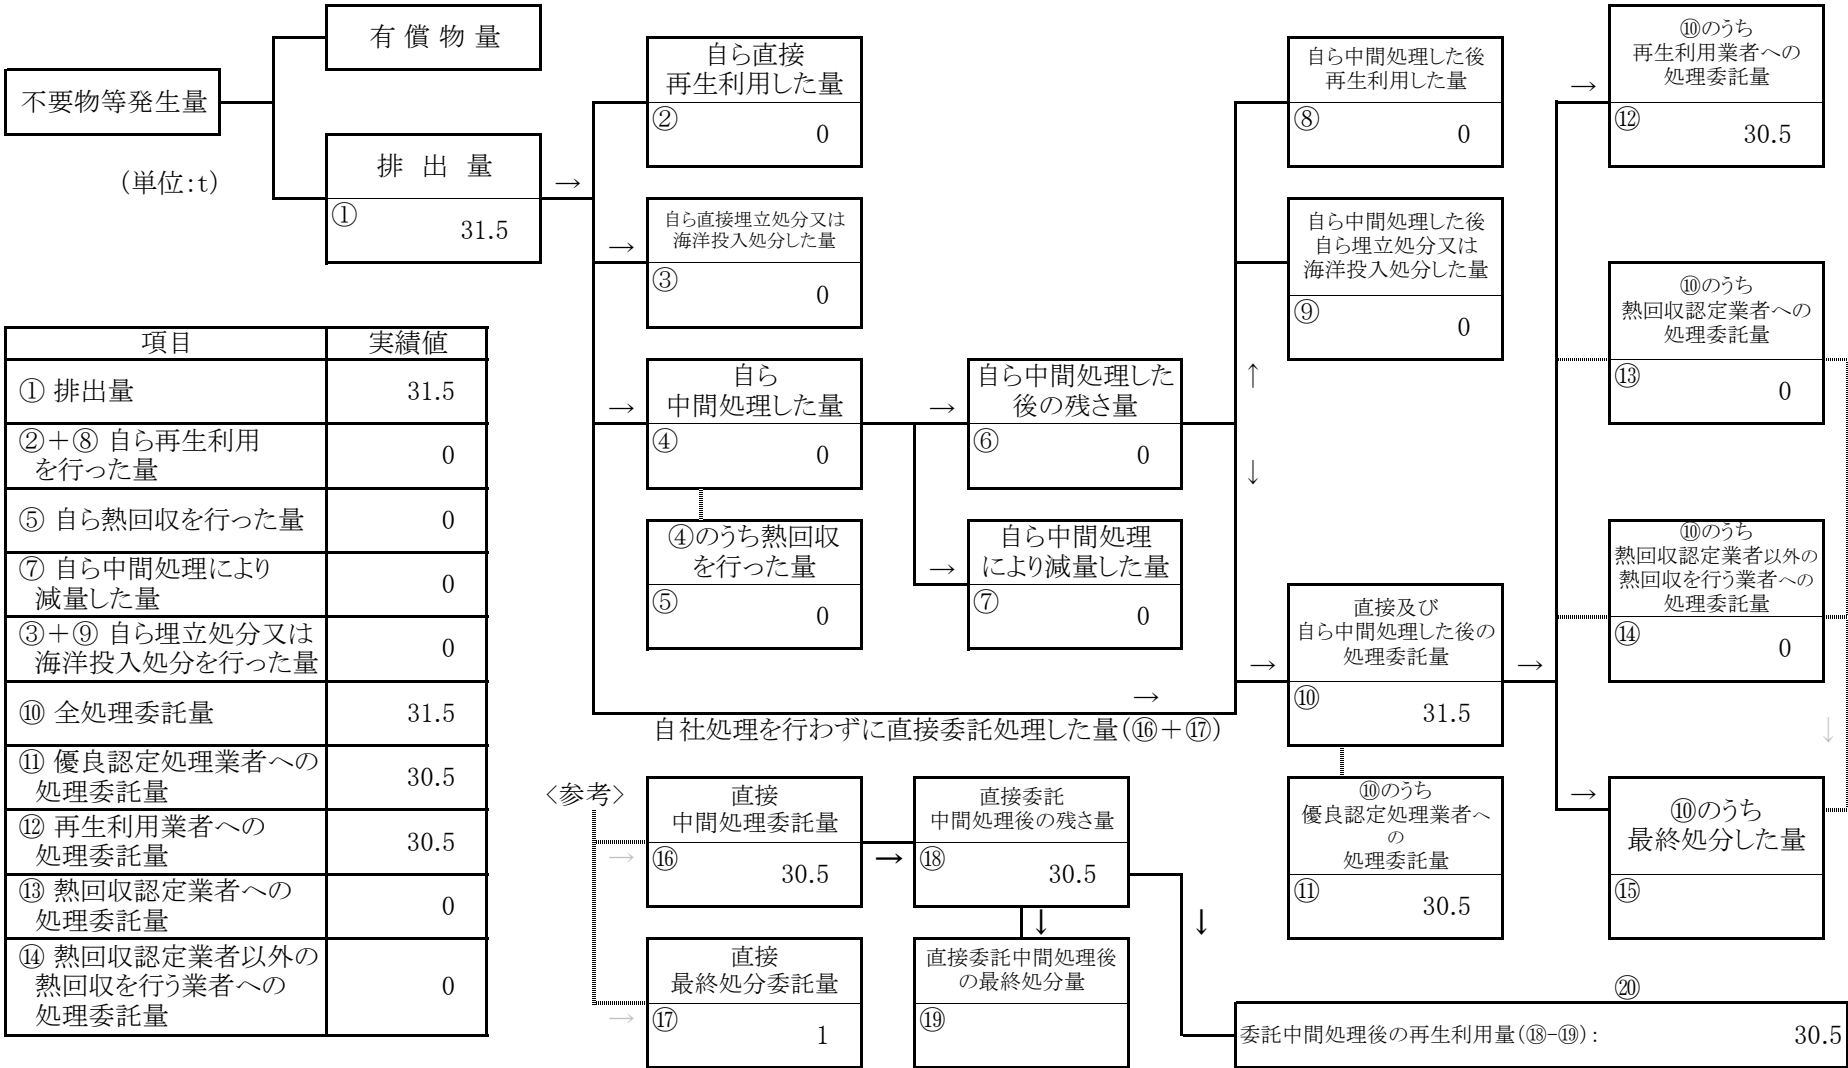 有 償 物 量
不要物等発生量
(単位:t)
排 出 量
①
31.5
→
自ら直接
再生利用した量
②
0
→
自ら直接埋立処分又は
海洋投入処分した量
③
0
→
自ら
中間処理した量
④
0
④のうち熱回収
を行った量
⑤
0
→
自ら中間処理した
後の残さ量
⑥
0
→
自ら中間処理
により減量した量
⑦
0
↑
↓
自ら中間処理した後
再生利用した量
⑧
0
自ら中間処理した後
自ら埋立処分又は
海洋投入処分した量
⑨
0
→
自社処理を行わずに直接委託処理した量(⑯+⑰)
→
直接及び
自ら中間処理した後の
処理委託量
⑩
31.5
⑩のうち
優良認定処理業者へ
の
処理委託量
⑪
30.5
→
→
⑩のうち
再生利用業者への
処理委託量
⑫
30.5
⑩のうち
熱回収認定業者への
処理委託量
⑬
0
⑩のうち
熱回収認定業者以外の
熱回収を行う業者への
処理委託量
⑭
0
↓
→
⑩のうち
最終処分した量
⑮
項目 実績値
① 排出量 31.5
②+⑧ 自ら再生利用
を行った量 0
⑤ 自ら熱回収を行った量 0
⑦ 自ら中間処理により
減量した量 0
③+⑨ 自ら埋立処分又は
海洋投入処分を行った量 0
⑩ 全処理委託量 31.5
⑪ 優良認定処理業者への
処理委託量 30.5
⑫ 再生利用業者への
処理委託量 30.5
⑬ 熱回収認定業者への
処理委託量 0
⑭ 熱回収認定業者以外の
熱回収を行う業者への
処理委託量 0
<参考>
→
直接
中間処理委託量
⑯
30.5
→
直接委託
中間処理後の残さ量
⑱
30.5
→
直接
最終処分委託量
⑰
1
↓
直接委託中間処理後
の最終処分量
⑲
↓
⑳
委託中間処理後の再生利用量(⑱-⑲): 30.5